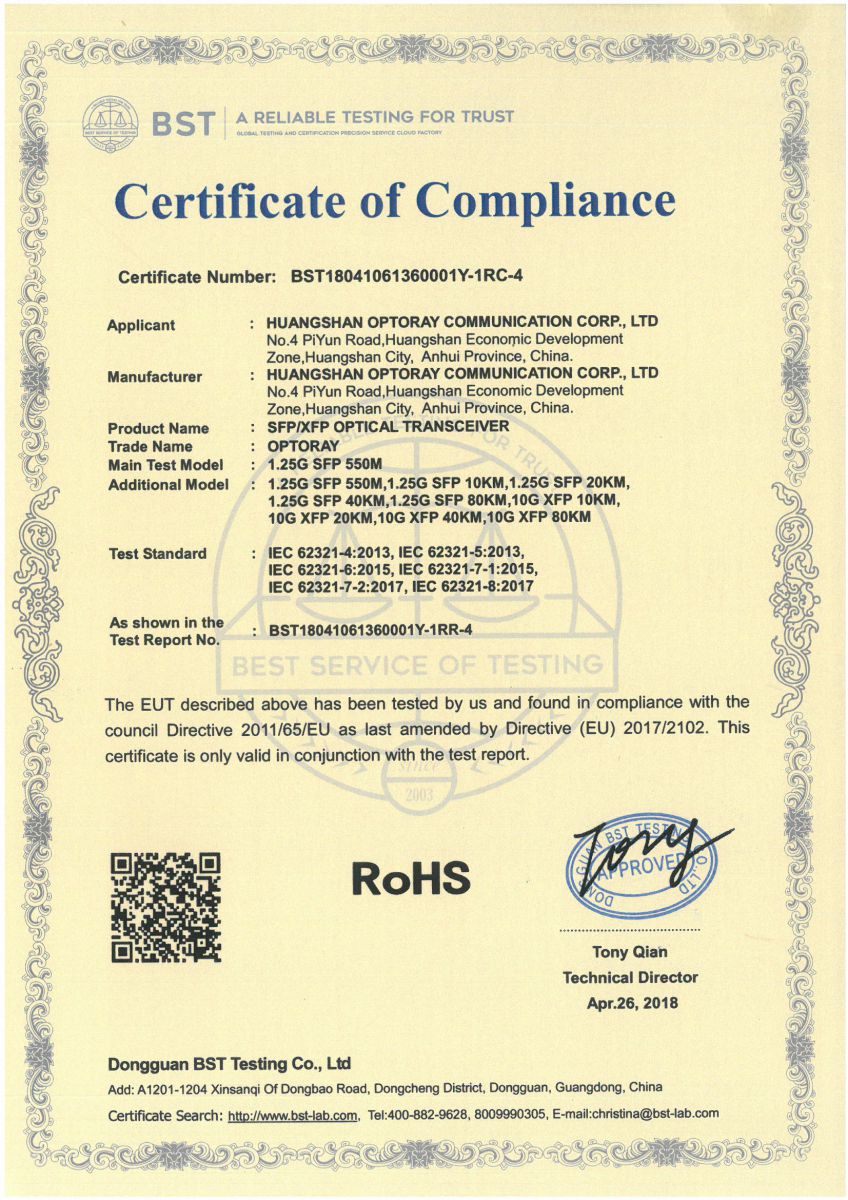 BST SERVICE OF TESTING
BST
A RELIABLE TESTING FOR TRUST
GLOBAL TESTING AND CERTIFICATION PRECISION SERVICE CLOUD FACTORY
Certificate of Compliance
Certificate Number: BST18041061360001Y-1RC-4
Applicant : HUANGSHAN OPTORAY COMMUNICATION CORP., LTD
No.4 PiYun Road,Huangshan Economic Development
Zone,Huangshan City, Anhui Province, China.
Manufacturer : HUANGSHAN OPTORAY COMMUNICATION CORP., LTD
No.4 PiYun Road,Huangshan Economic Development
Zone,Huangshan City, Anhui Province, China.
Product Name : SFP/XFP OPTICAL TRANSCEIVER
Trade Name : OPTORAY
Main Test Model : 1.25G SFP 550M
Additional Model : 1.25G SFP 550M,1.25G SFP 10KM,1.25G SFP 20KM,
1.25G SFP 40KM,1.25G SFP 80KM,10G XFP 10KM,
10G XFP 20KM,10G XFP 40KM,10G XFP 80KM
Test Standard : IEC 62321-4:2013, IEC 62321-5:2013,
IEC 62321-6:2015, IEC 62321-7-1:2015,
IEC 62321-7-2:2017, IEC 62321-8:2017
As shown in the
Test Report No. : BST18041061360001Y-1RR-4
BEST SERVICE OF TESTING
The EUT described above has been tested by us and found in compliance with the
council Directive 2011/65/EU as last amended by Directive (EU) 2017/2102. This
certificate is only valid in conjunction with the test report.
since
2003
RoHS
DONGGUAN BST TESTING CO.,LTD
APPROVED
Tony
Tony Qian
Technical Director
Apr.26, 2018
Dongguan BST Testing Co., Ltd
Add: A1201-1204 Xinsanqi Of Dongbao Road, Dongcheng District, Dongguan, Guangdong, China
Certificate Search: http://www.bst-lab.com, Tel:400-882-9628, 8009990305, E-mail:christina@bst-lab.com